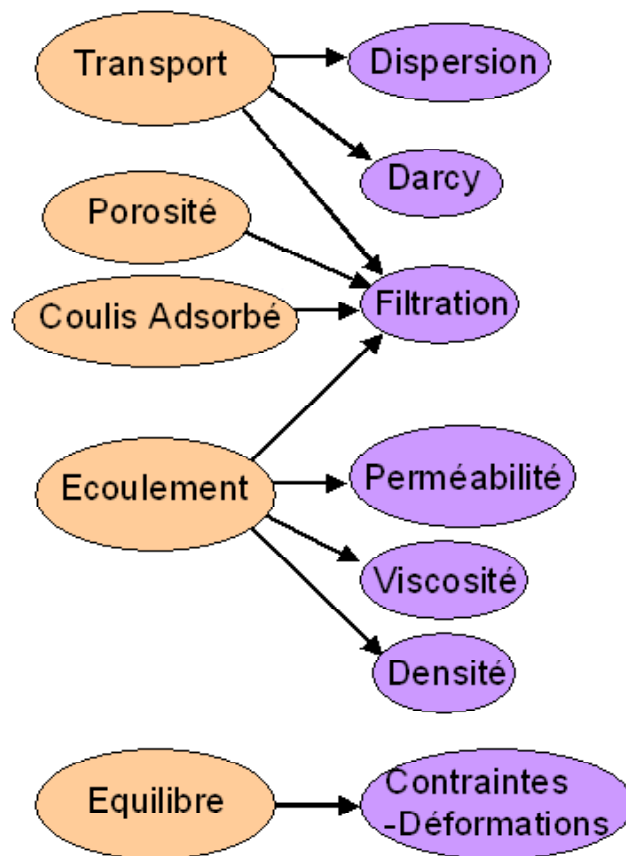 Transport
Dispersion
Darcy
Porosité
Coulis Adsorbé
Filtration
Ecoulement
Perméabilité
Viscosité
Densité
Equilibre
Contraintes
-Déformations